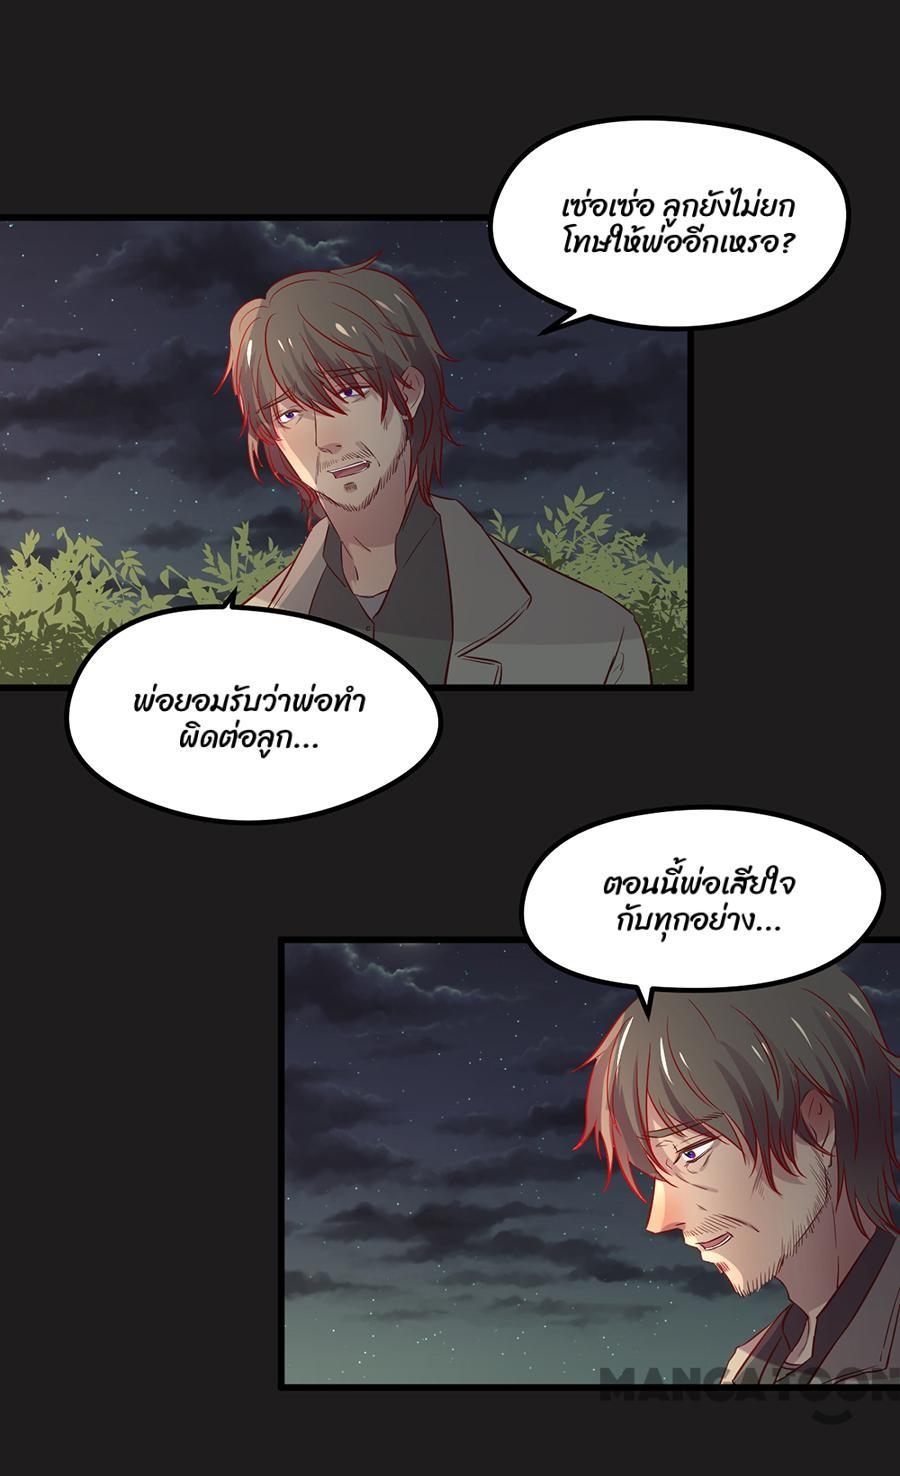 เซ่อเซ่อ ลูกยังไม่ยก
โทษให้พ่ออีกเหรอ?
พ่อยอมรับว่าพ่อทำ
ผิดต่อลูก...
ตอนนี้พ่อเสียใจ
กับทุกอย่าง...
MANGATOON